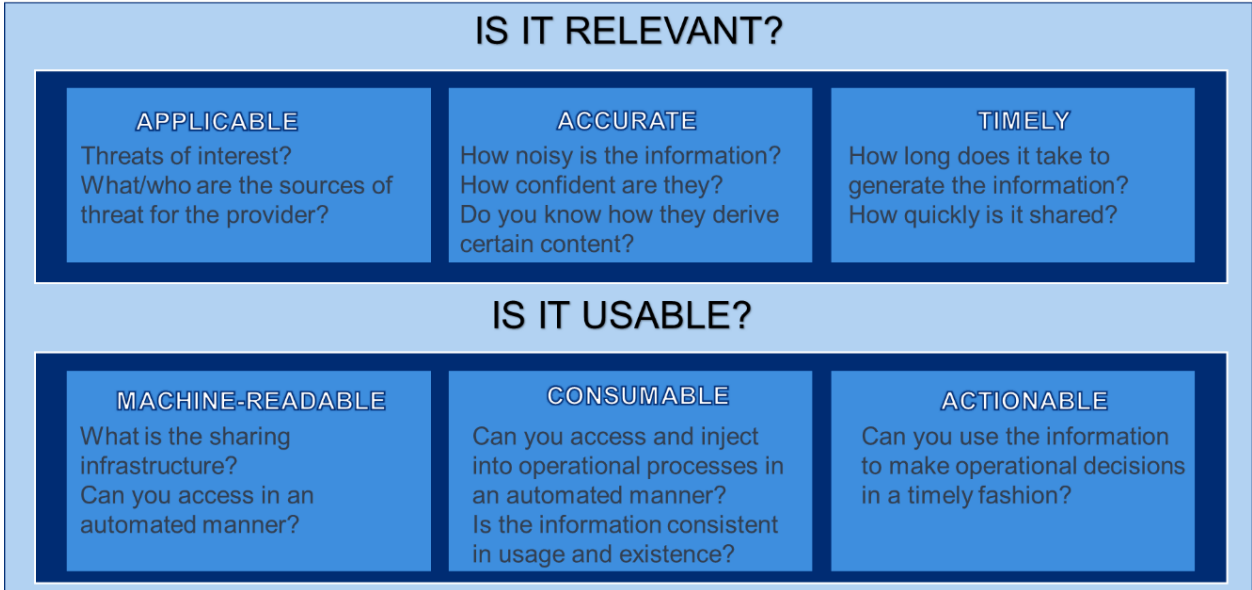 IS IT RELEVANT?
APPLICABLE
Threats of interest?
What/who are the sources of
threat for the provider?
ACCURATE
How noisy is the information?
How confident are they?
Do you know how they derive
certain content?
TIMELY
How long does it take to
generate the information?
How quickly is it shared?
IS IT USABLE?
MACHINE-READABLE
What is the sharing
infrastructure?
Can you access in an
automated manner?
CONSUMABLE
Can you access and inject
into operational processes in
an automated manner?
Is the information consistent
in usage and existence?
ACTIONABLE
Can you use the information
to make operational decisions
in a timely fashion?